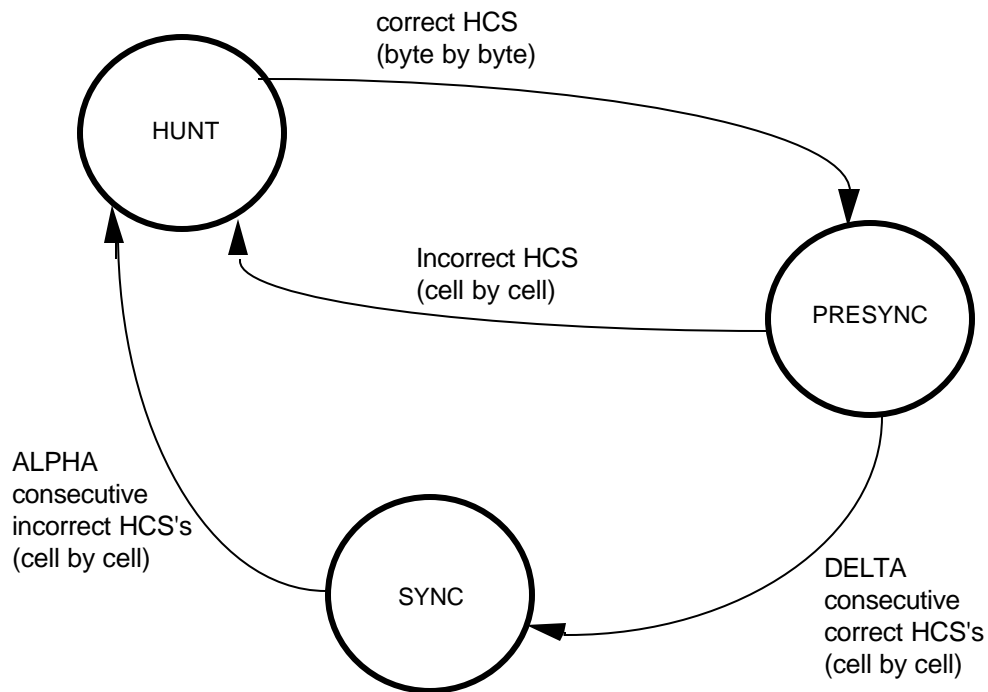 correct HCS
(byte by byte)
HUNT
Incorrect HCS
(cell by cell)
PRESYNC
ALPHA
consecutive
incorrect HCS's
(cell by cell)
SYNC
DELTA
consecutive
correct HCS's
(cell by cell)